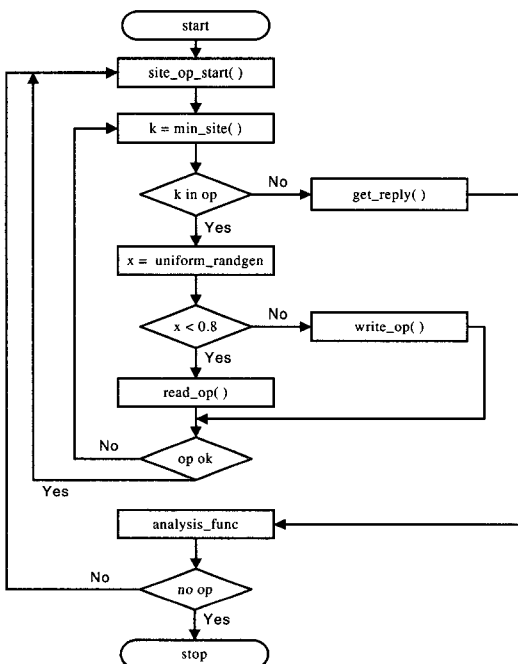 start
site_op_start( )
k = min_site( )
k in op
No
get_reply( )
Yes
x = uniform_randgen
x < 0.8
No
write_op( )
Yes
read_op( )
No
op ok
Yes
analysis_func
No
no op
Yes
stop